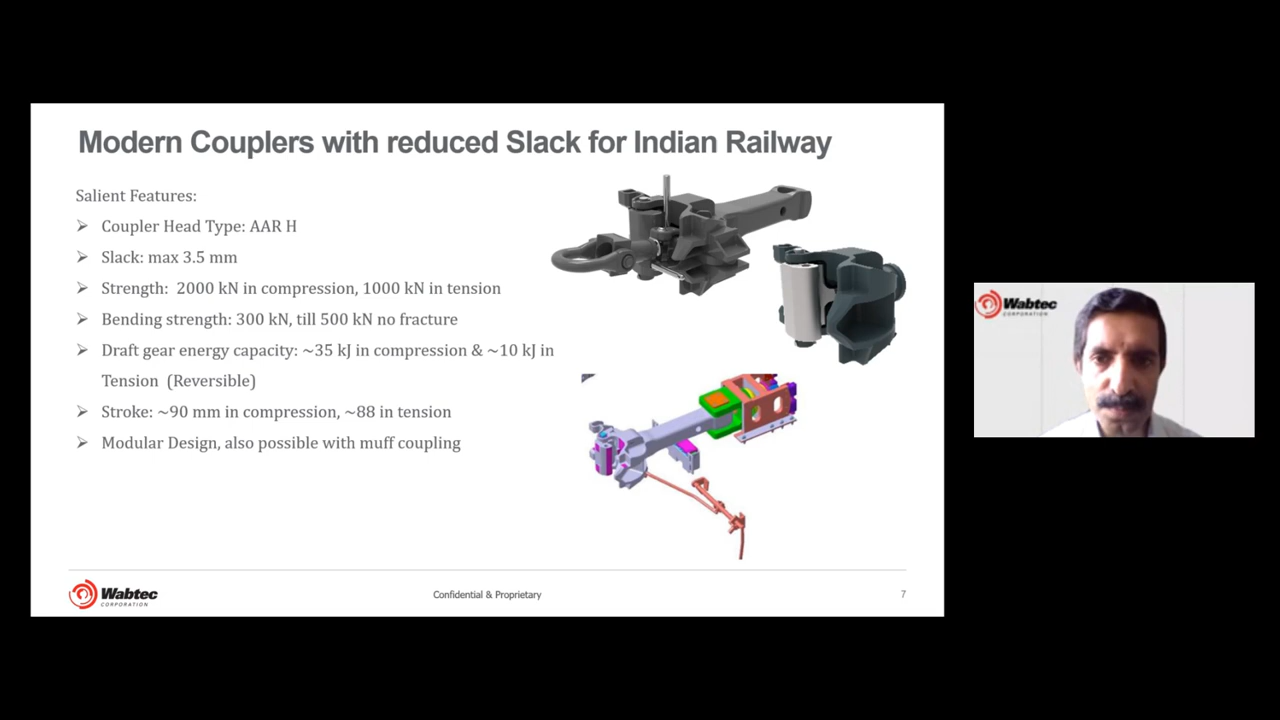 Modern Couplers with reduced Slack for Indian Railway
Salient Features:
➢ Coupler Head Type: AAR H
➢ Slack: max 3.5 mm
➢ Strength: 2000 kN in compression, 1000 kN in tension
➢ Bending strength: 300 kN, till 500 kN no fracture
➢ Draft gear energy capacity: ~35 kJ in compression & ~10 kJ in
Tension (Reversible)
➢ Stroke: ~90 mm in compression, ~88 in tension
➢ Modular Design, also possible with muff coupling
Wabtec
CORPORATION
Confidential & Proprietary
7
Wabtec
CORPORATION